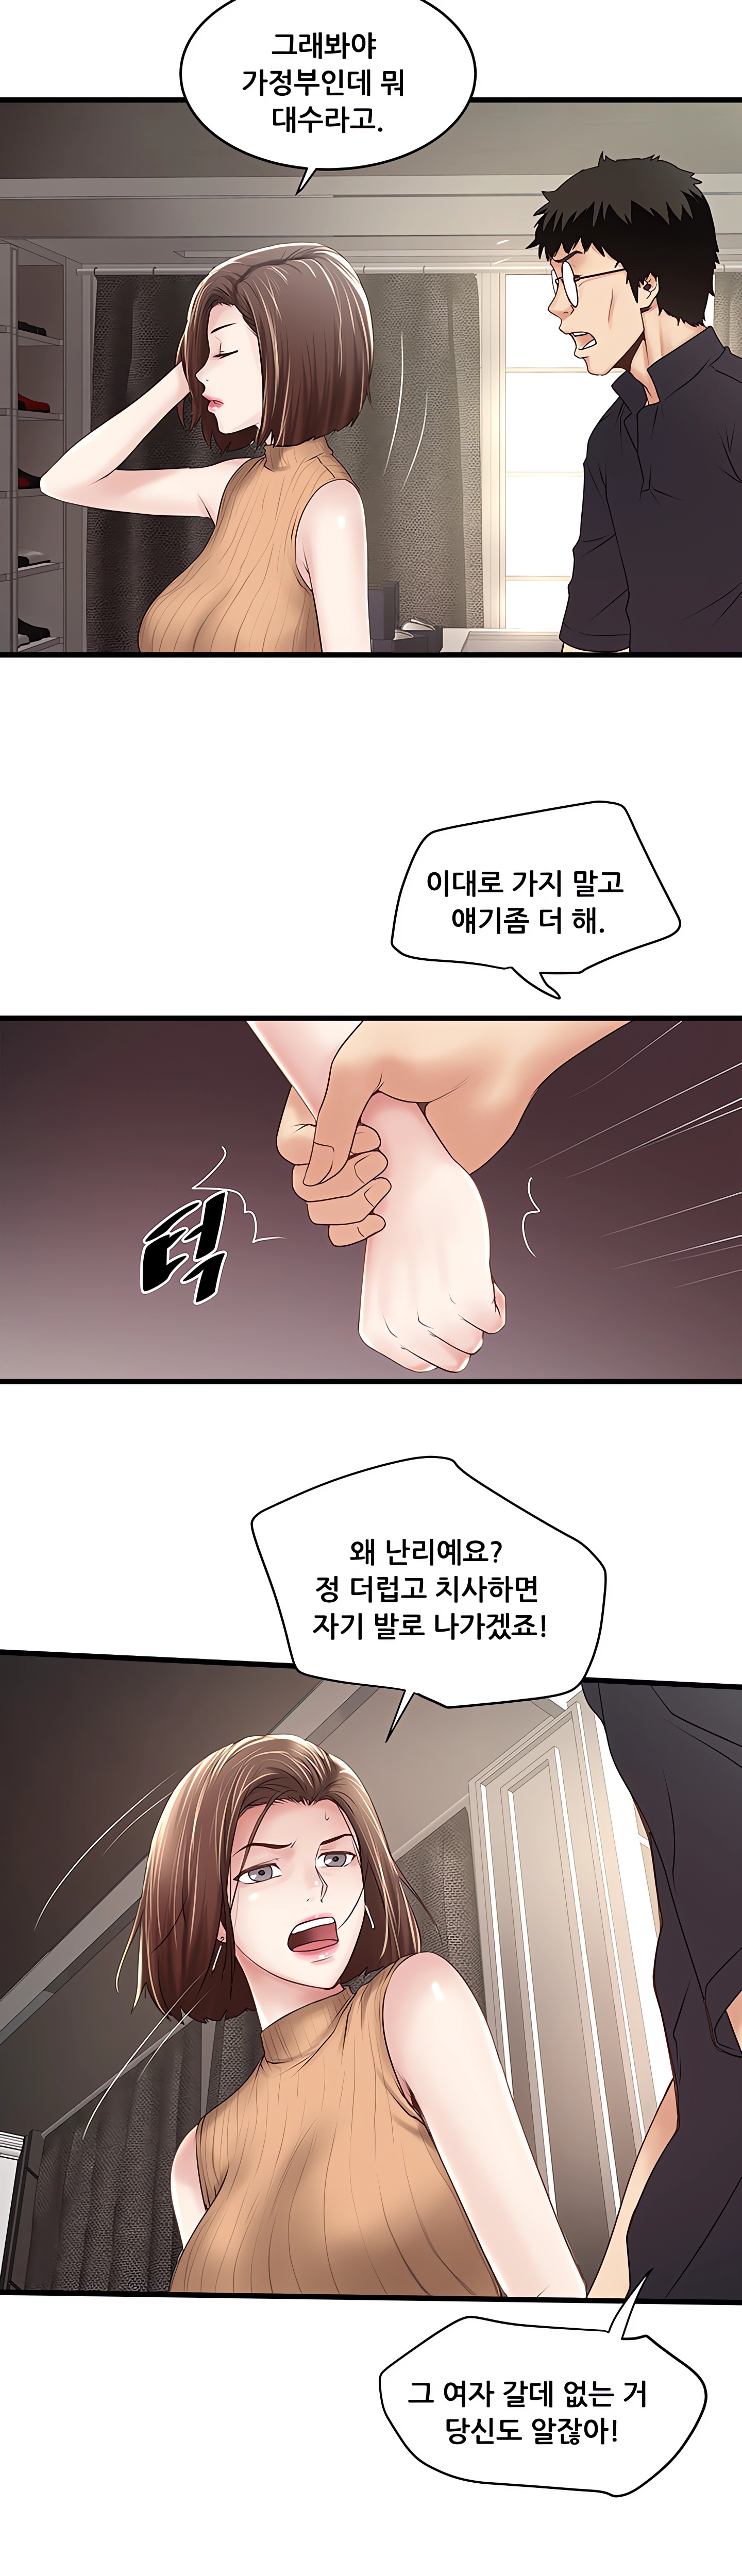 그래봐야
가정부인데 뭐
대수라고.
이대로 가지 말고
얘기좀 더 해.
턱
왜 난리예요?
정 더럽고 치사하면
자기 발로 나가겠죠!
그 여자 갈데 없는 거
당신도 알잖아!